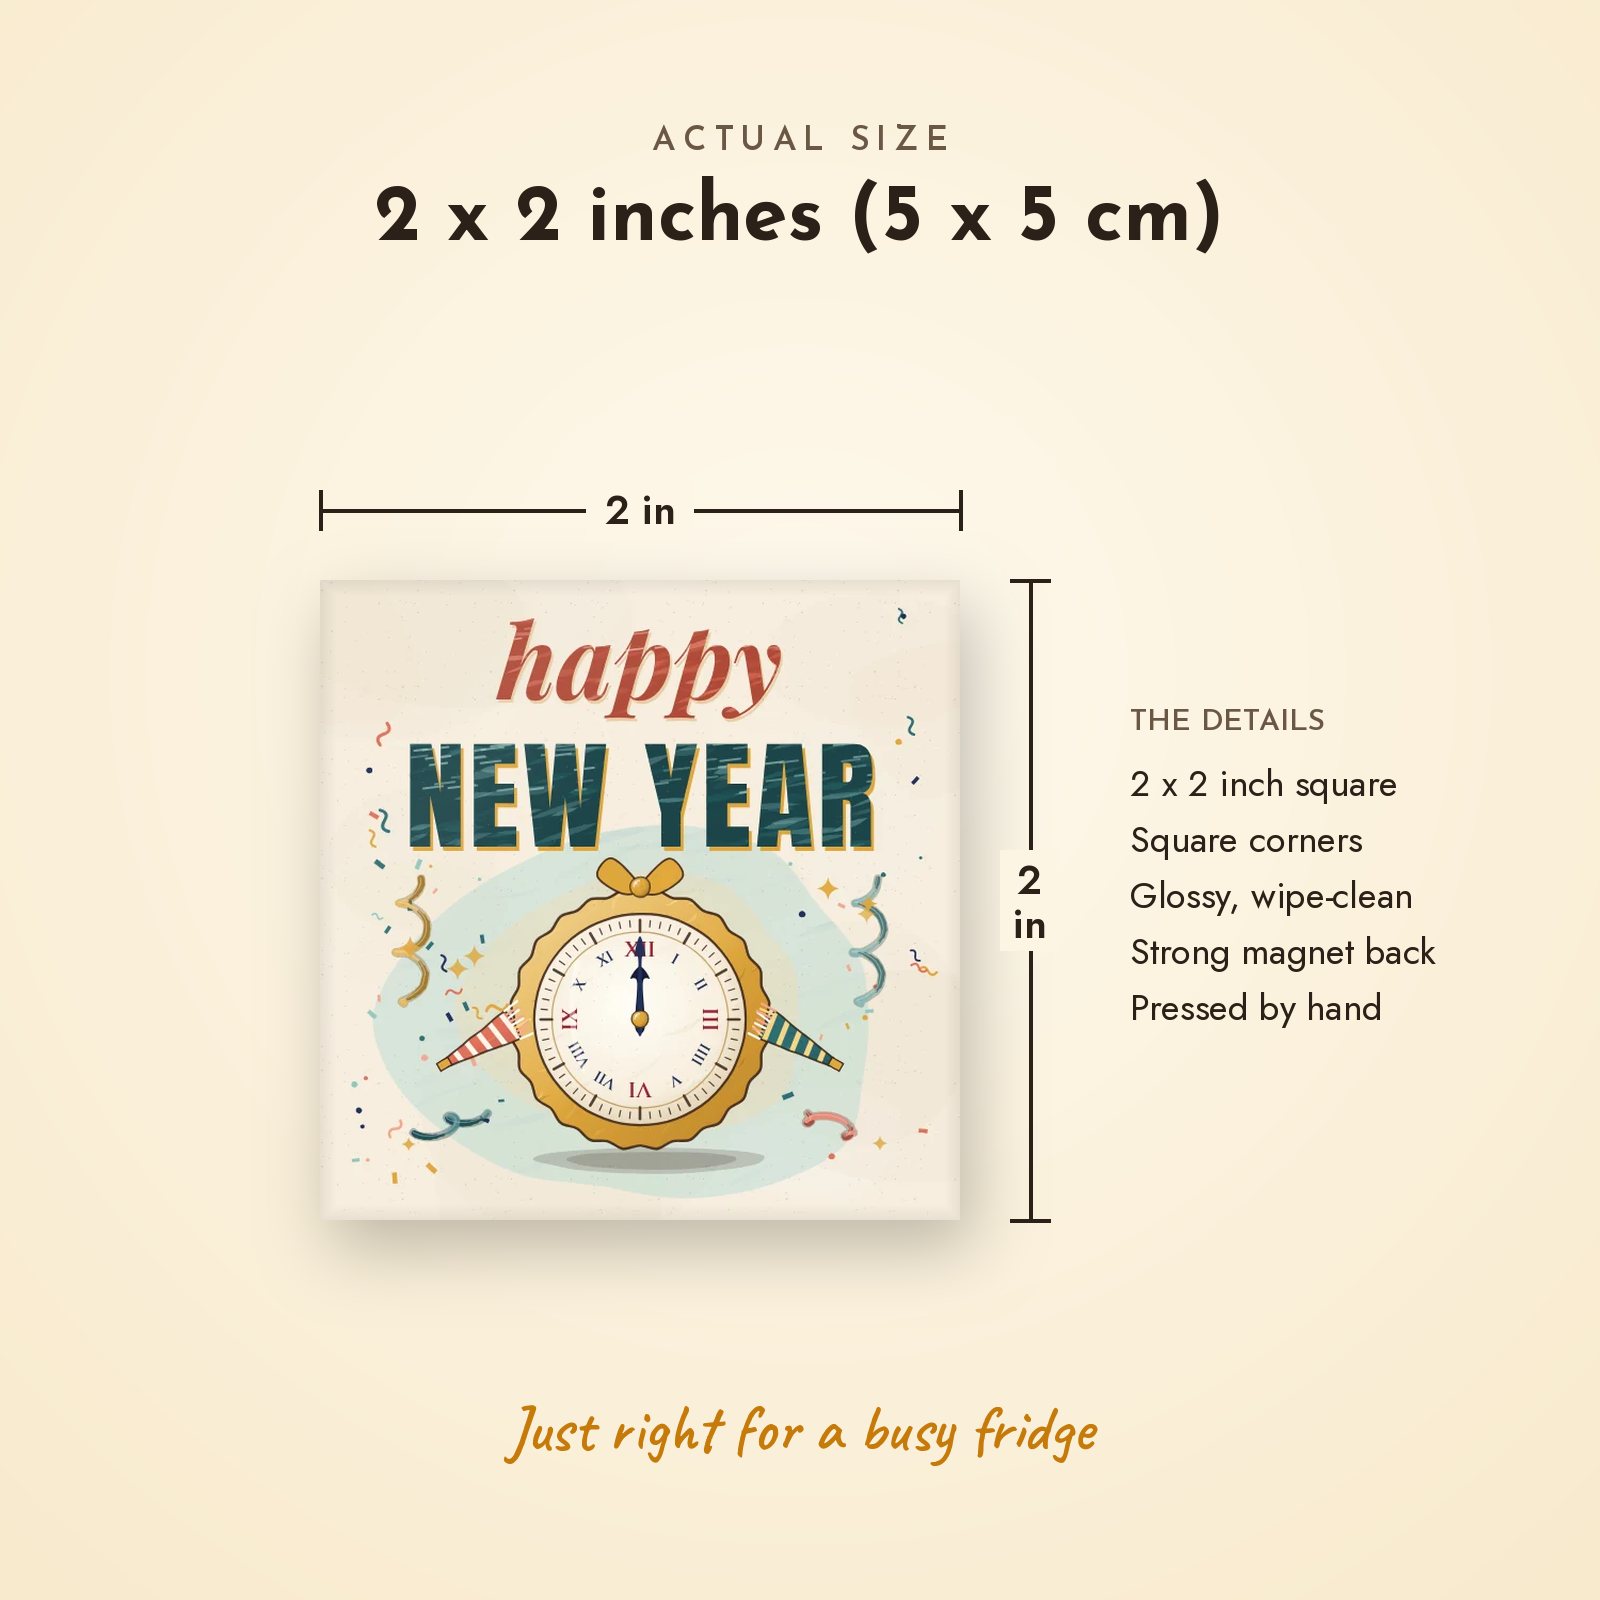 ACTUAL SIZE
2 x 2 inches (5 x 5 cm)
2 in
happy
NEW YEAR
XII
I
II
III
IIII
V
VI
VII
VIII
IX
X
XI
2
in
THE DETAILS
2 x 2 inch square
Square corners
Glossy, wipe-clean
Strong magnet back
Pressed by hand
Just right for a busy fridge